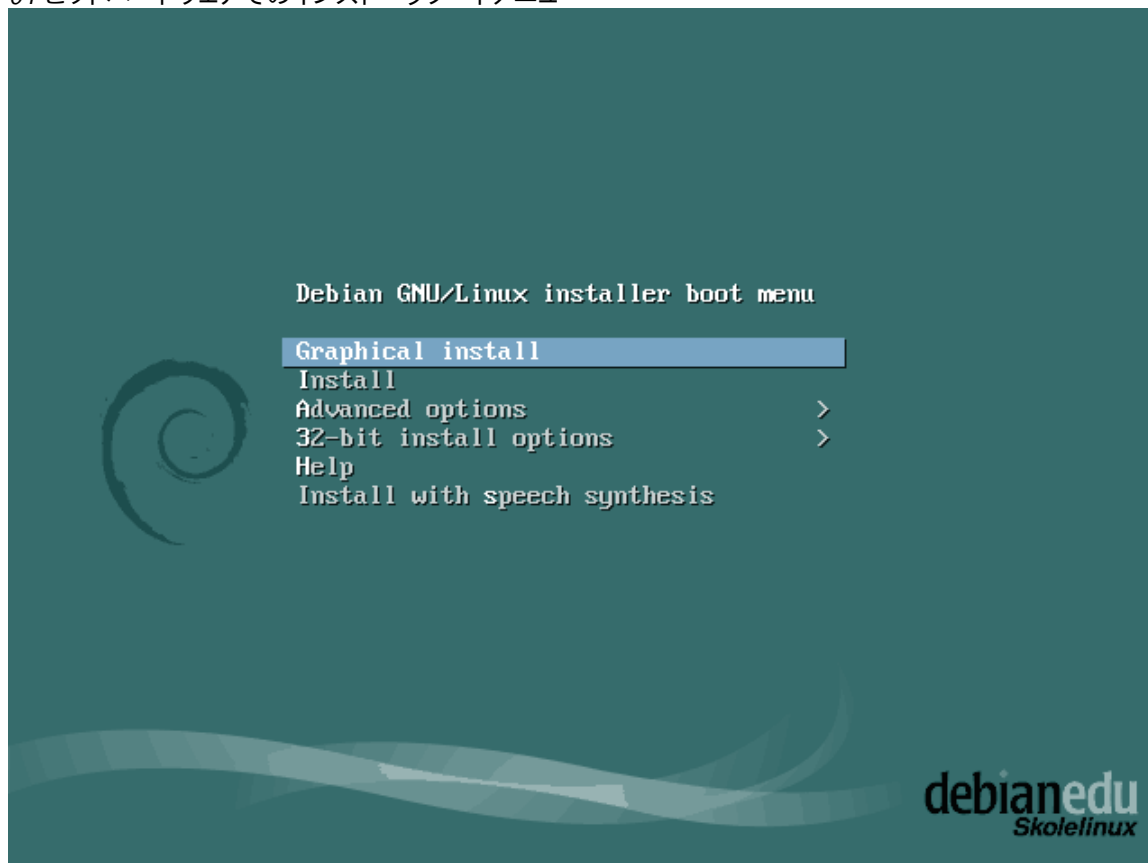 Debian GNU/Linux installer boot menu
Graphical install
Install
Advanced options >
32-bit install options >
Help
Install with speech synthesis
debianedu
Skolelinux